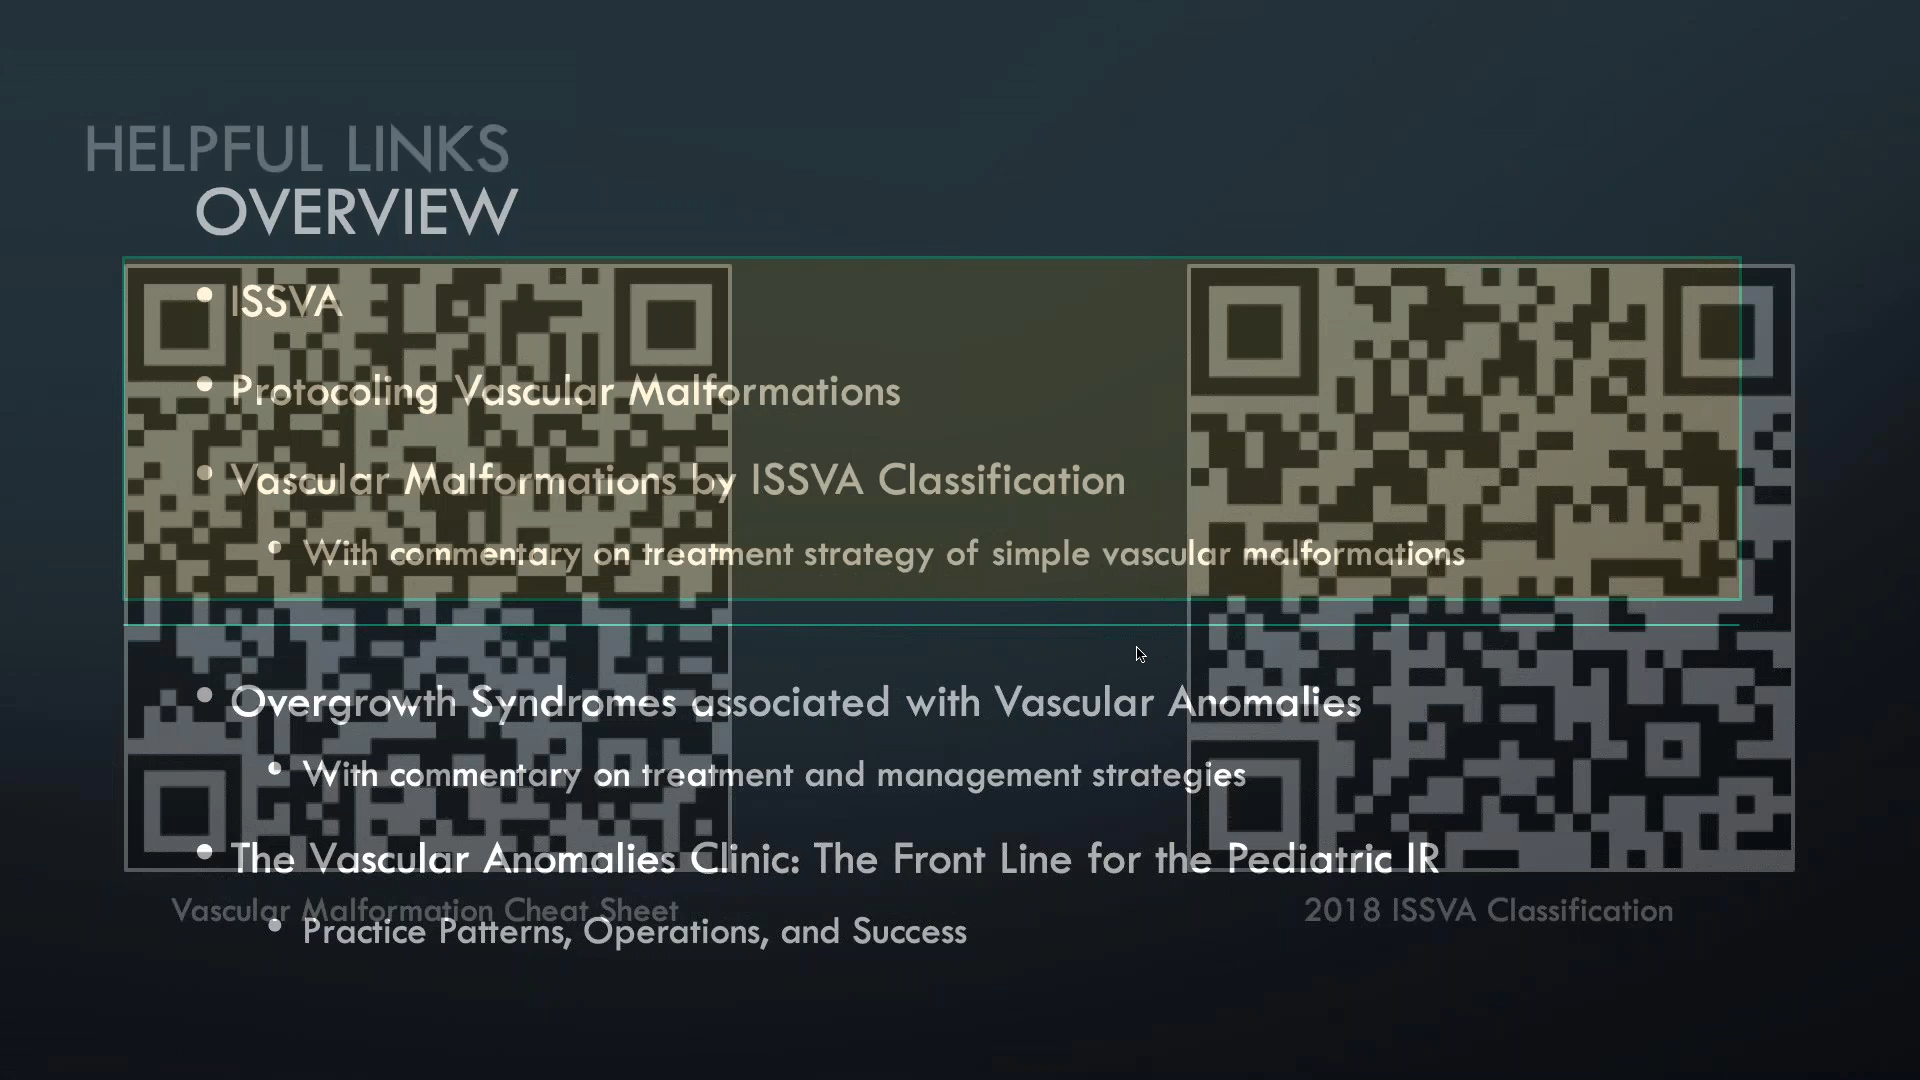 HELPFUL LINKS
OVERVIEW
• ISSVA
• Protocoling Vascular Malformations
• Vascular Malformations by ISSVA Classification
• With commentary on treatment strategy of simple vascular malformations
• Overgrowth Syndromes associated with Vascular Anomalies
• With commentary on treatment and management strategies
• The Vascular Anomalies Clinic: The Front Line for the Pediatric IR
Vascular Malformation Cheat Sheet
2018 ISSVA Classification
• Practice Patterns, Operations, and Success